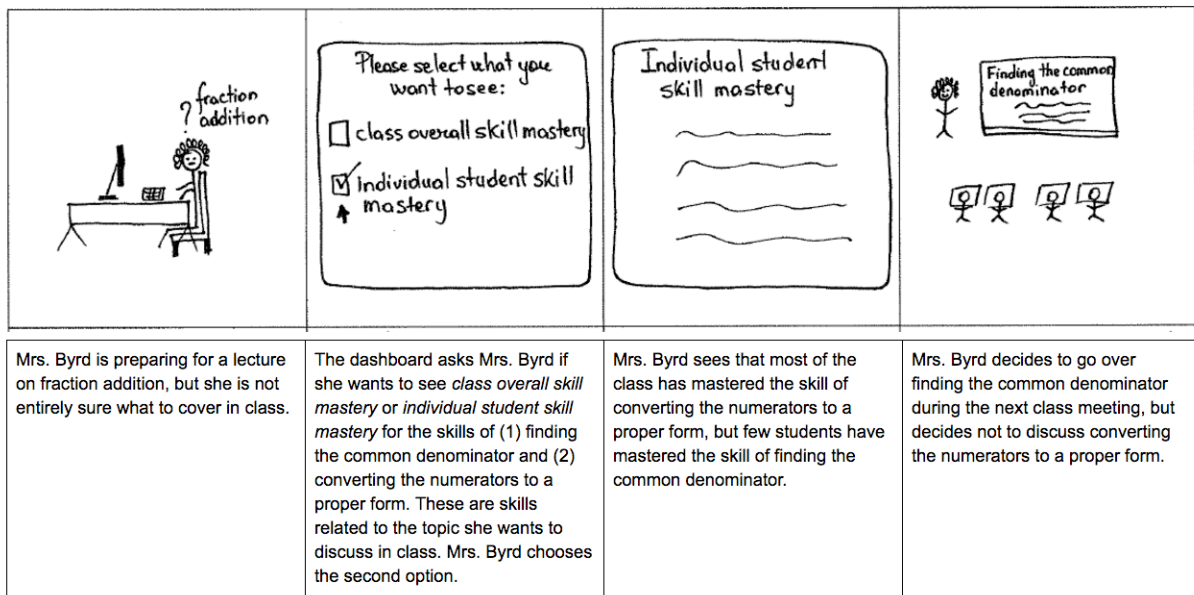 ? fraction
addition
Please select what you
want to see:
class overall skill mastery
individual student skill
mastery
Individual student
skill mastery
Finding the common
denominator
Mrs. Byrd is preparing for a lecture
on fraction addition, but she is not
entirely sure what to cover in class.
The dashboard asks Mrs. Byrd if
she wants to see class overall skill
mastery or individual student skill
mastery for the skills of (1) finding
the common denominator and (2)
converting the numerators to a
proper form. These are skills
related to the topic she wants to
discuss in class. Mrs. Byrd chooses
the second option.
Mrs. Byrd sees that most of the
class has mastered the skill of
converting the numerators to a
proper form, but few students have
mastered the skill of finding the
common denominator.
Mrs. Byrd decides to go over
finding the common denominator
during the next class meeting, but
decides not to discuss converting
the numerators to a proper form.